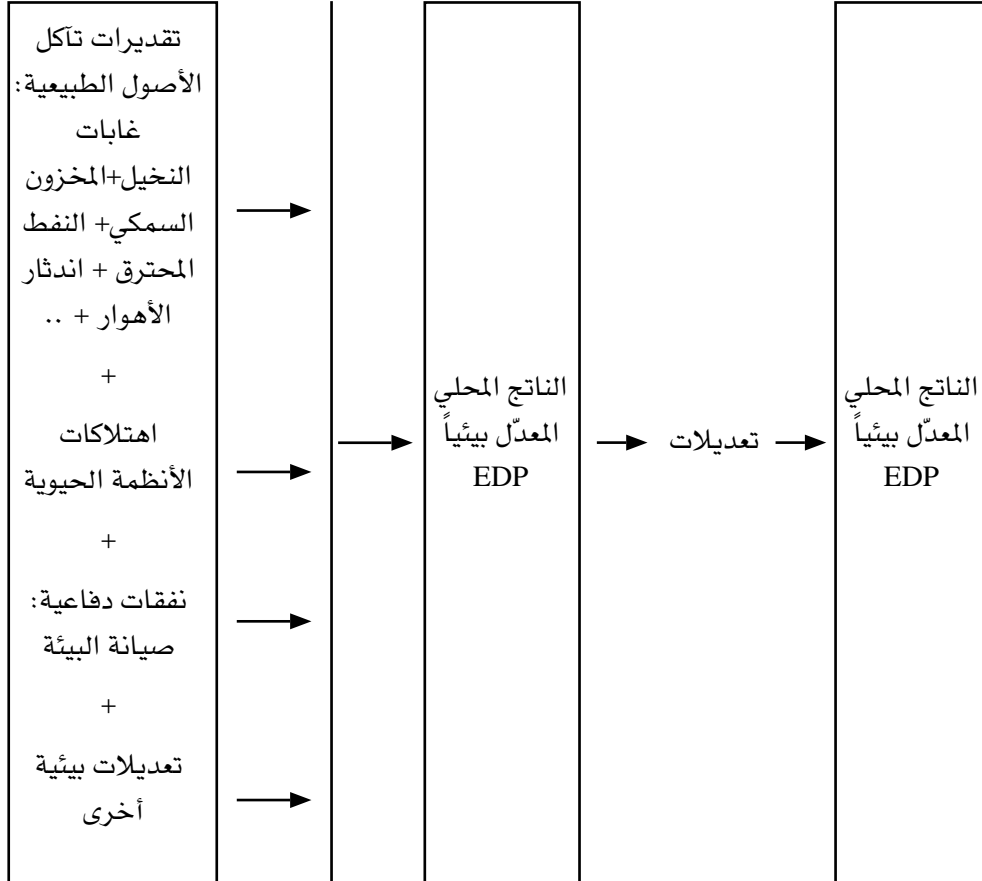 تقديرات تآكل
الأصول الطبيعية:
غابات
النخيل+المخزون
السمكي+ النفط
المحترق + اندثار
الأهوار + ..
+
اهتلاكات
الأنظمة الحيوية
+
نفقات دفاعية:
صيانة البيئة
+
تعديلات بيئية
أخرى
الناتج المحلي
المعدّل بيئياً
EDP
تعديلات
الناتج المحلي
المعدّل بيئياً
EDP